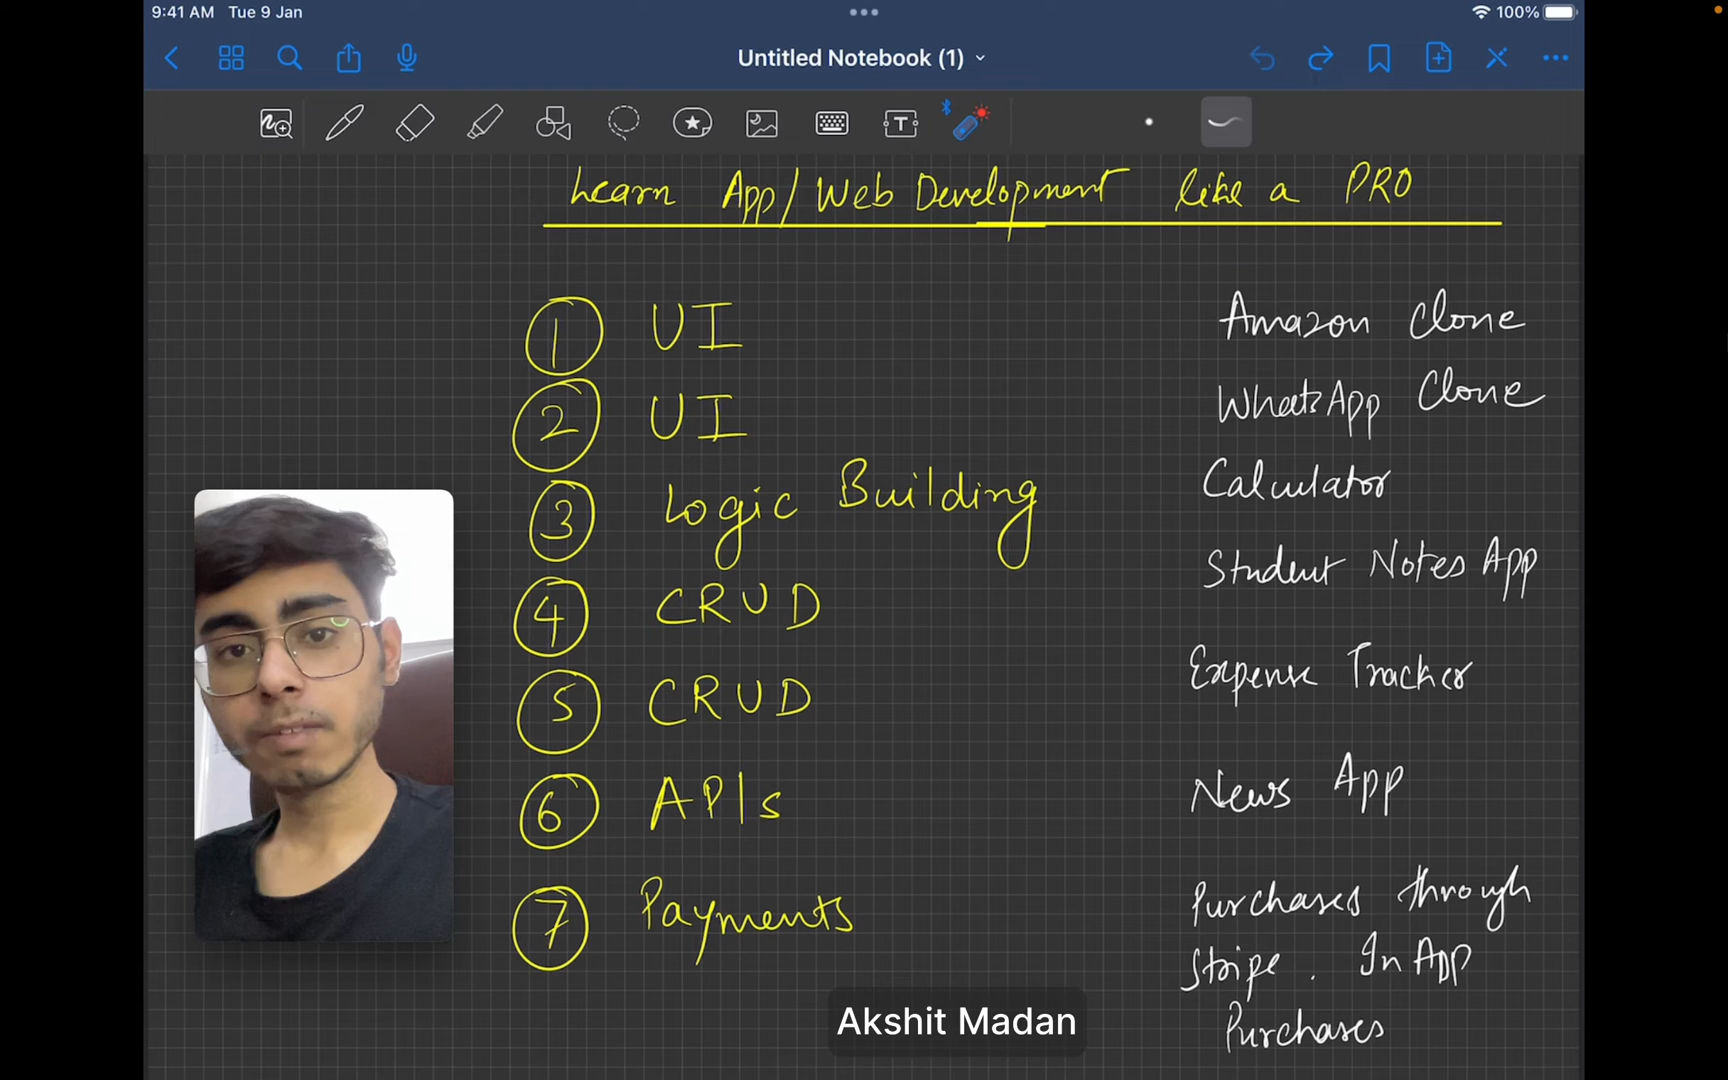 9:41 AM Tue 9 Jan
100%
Untitled Notebook (1)
T
Learn App/Web Development like a PRO
1 UI Amazon Clone
2 UI WhatsApp Clone
3 Logic Building Calculator
4 CRUD Student Notes App
5 CRUD Expense Tracker
6 APIs News App
7 Payments Purchases through
Stripe. In App
Purchases
Akshit Madan